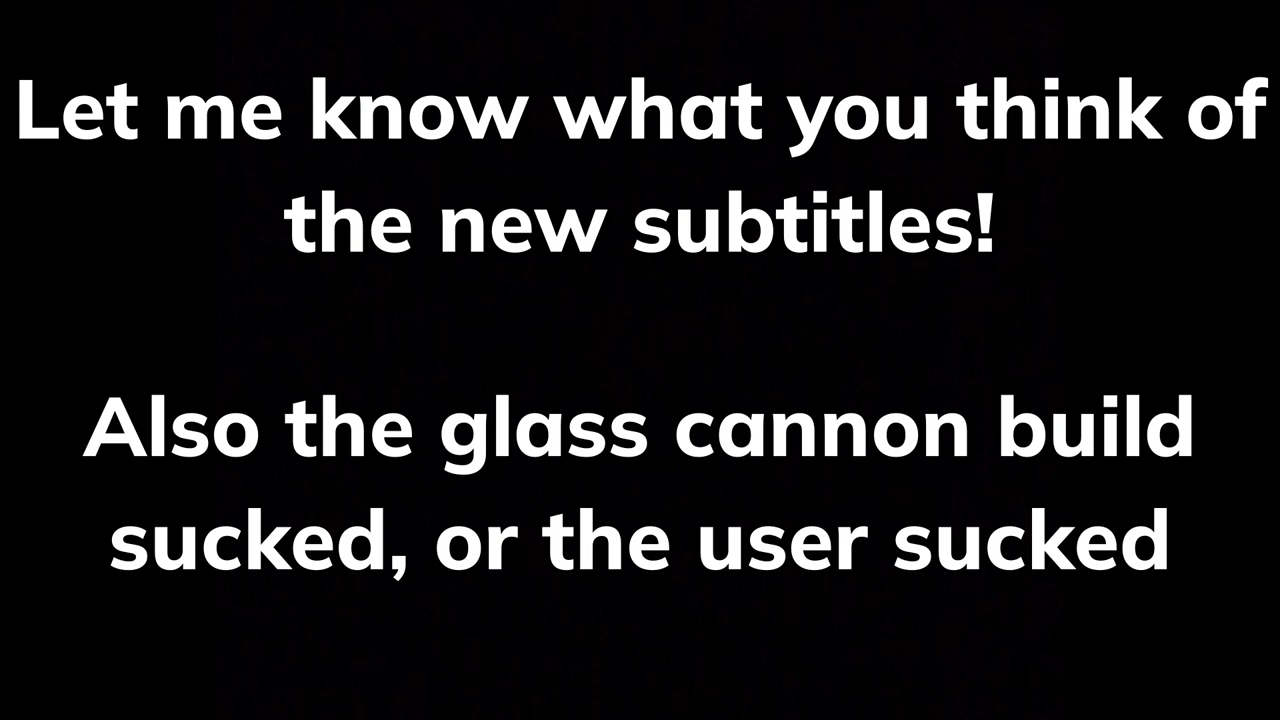 Let me know what you think of
the new subtitles!
Also the glass cannon build
sucked, or the user sucked